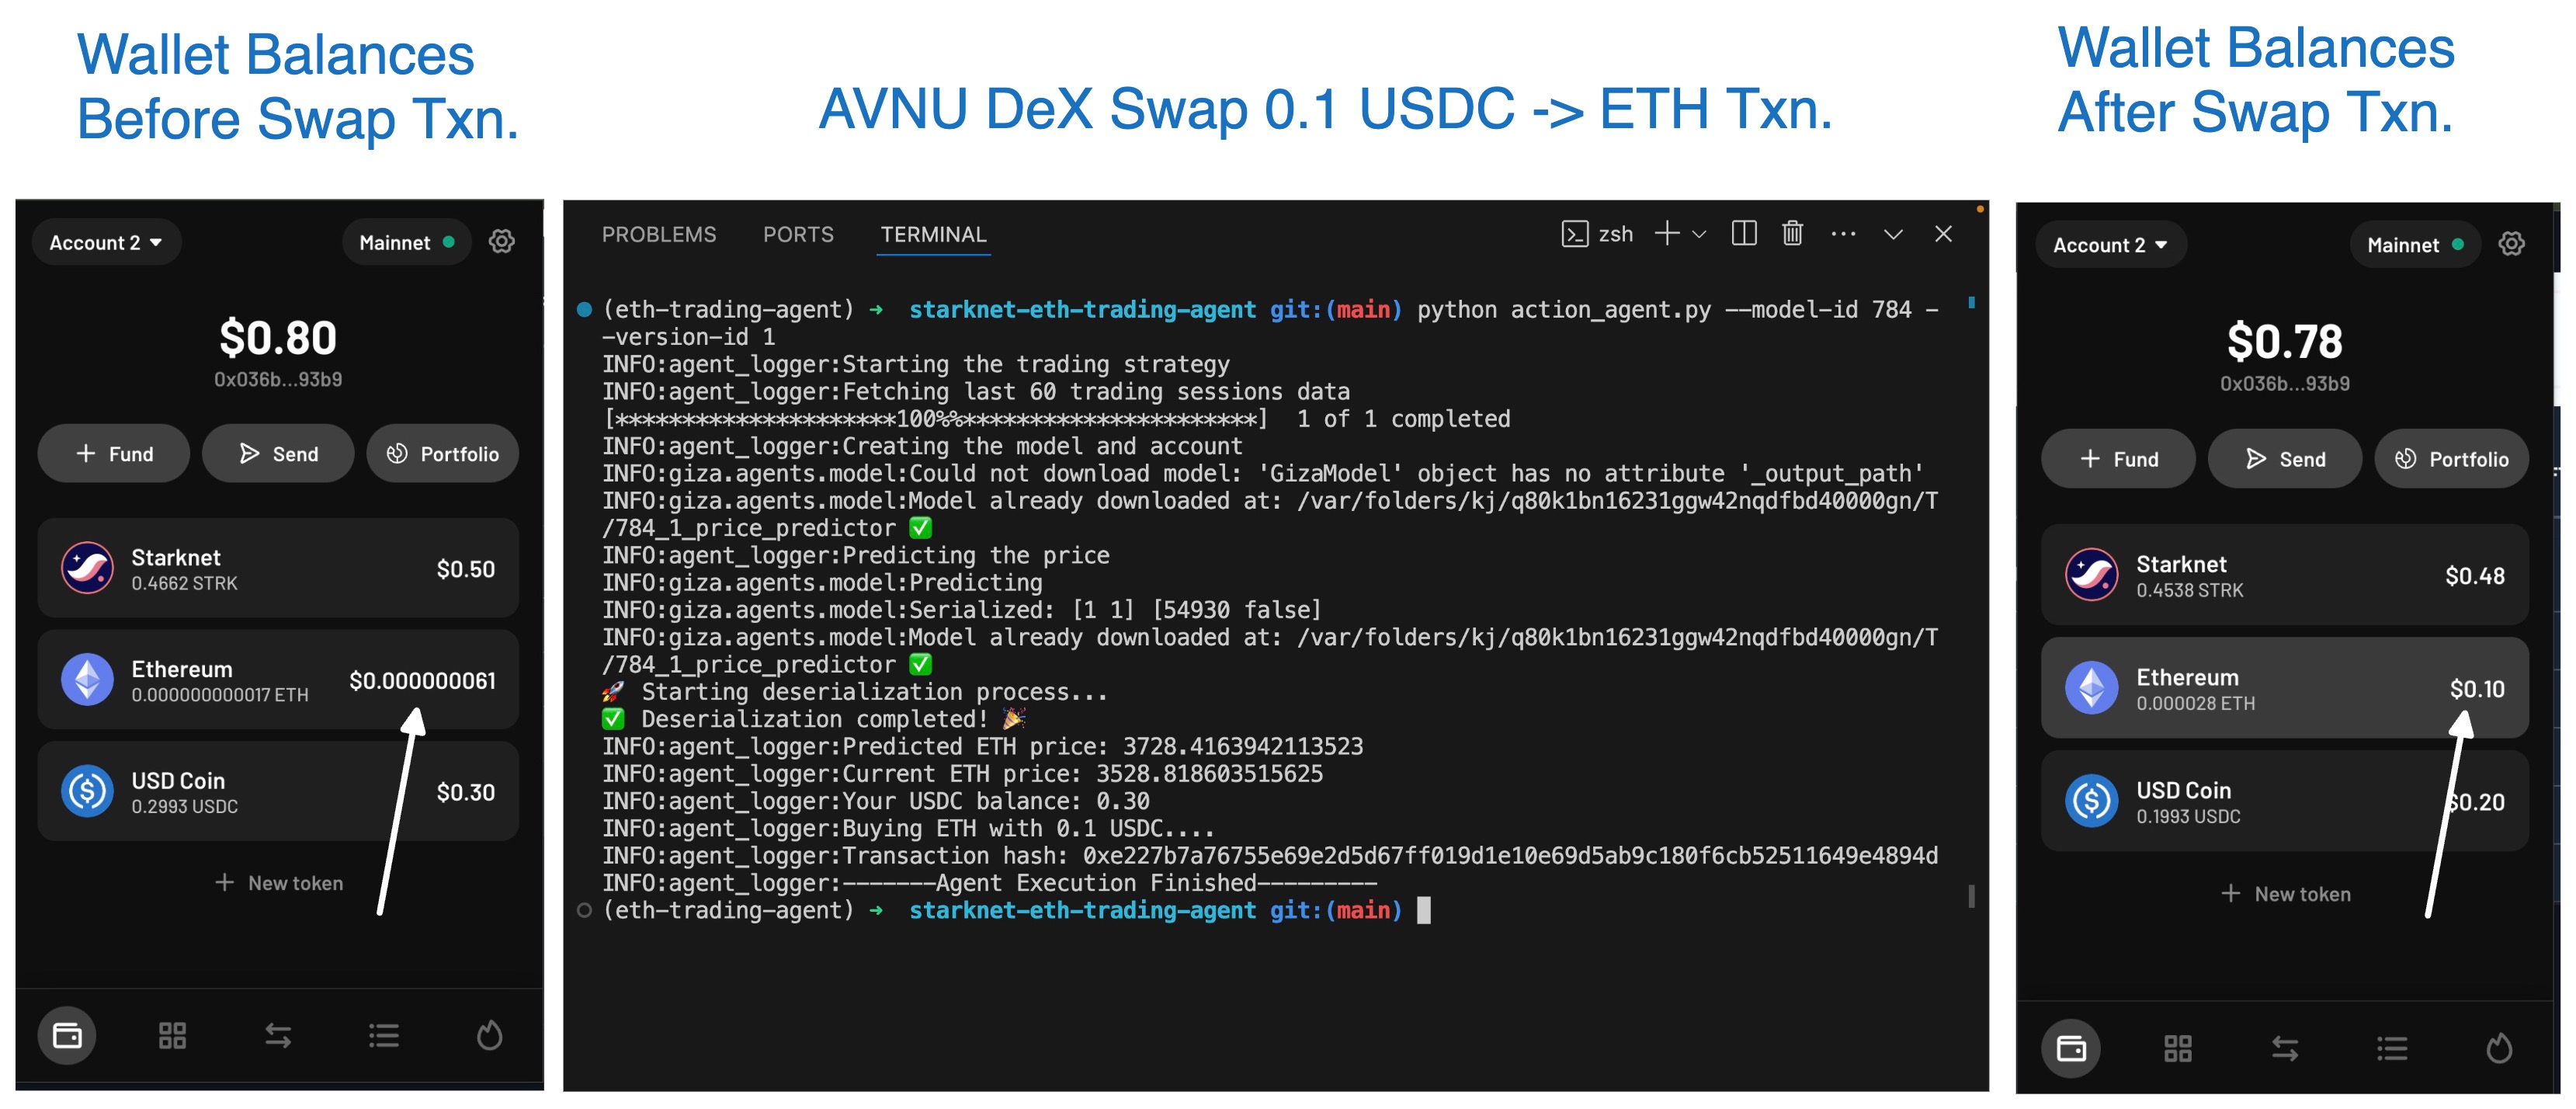 Wallet Balances
Before Swap Txn.
AVNU DeX Swap 0.1 USDC -> ETH Txn.
Wallet Balances
After Swap Txn.
Account 2
Mainnet
$0.80
0x036b...93b9
Fund
Send
Portfolio
Starknet
0.4662 STRK
$0.50
Ethereum
0.000000000017 ETH
$0.000000061
USD Coin
0.2993 USDC
$0.30
+ New token
PROBLEMS
PORTS
TERMINAL
zsh
(eth-trading-agent) ➜ starknet-eth-trading-agent git:(main) python action_agent.py --model-id 784 -
-version-id 1
INFO:agent_logger:Starting the trading strategy
INFO:agent_logger:Fetching last 60 trading sessions data
[*********************100%%**********************]  1 of 1 completed
INFO:agent_logger:Creating the model and account
INFO:giza.agents.model:Could not download model: 'GizaModel' object has no attribute '_output_path'
INFO:giza.agents.model:Model already downloaded at: /var/folders/kj/q80k1bn16231ggw42nqdfbd40000gn/T
/784_1_price_predictor ✅
INFO:agent_logger:Predicting the price
INFO:giza.agents.model:Predicting
INFO:giza.agents.model:Serialized: [1 1] [54930 false]
INFO:giza.agents.model:Model already downloaded at: /var/folders/kj/q80k1bn16231ggw42nqdfbd40000gn/T
/784_1_price_predictor ✅
🚀 Starting deserialization process...
✅ Deserialization completed! 🎉
INFO:agent_logger:Predicted ETH price: 3728.4163942113523
INFO:agent_logger:Current ETH price: 3528.818603515625
INFO:agent_logger:Your USDC balance: 0.30
INFO:agent_logger:Buying ETH with 0.1 USDC....
INFO:agent_logger:Transaction hash: 0xe227b7a76755e69e2d5d67ff019d1e10e69d5ab9c180f6cb52511649e4894d
INFO:agent_logger:-------Agent Execution Finished---------
(eth-trading-agent) ➜ starknet-eth-trading-agent git:(main)
Account 2
Mainnet
$0.78
0x036b...93b9
Fund
Send
Portfolio
Starknet
0.4538 STRK
$0.48
Ethereum
0.000028 ETH
$0.10
USD Coin
0.1993 USDC
$0.20
+ New token